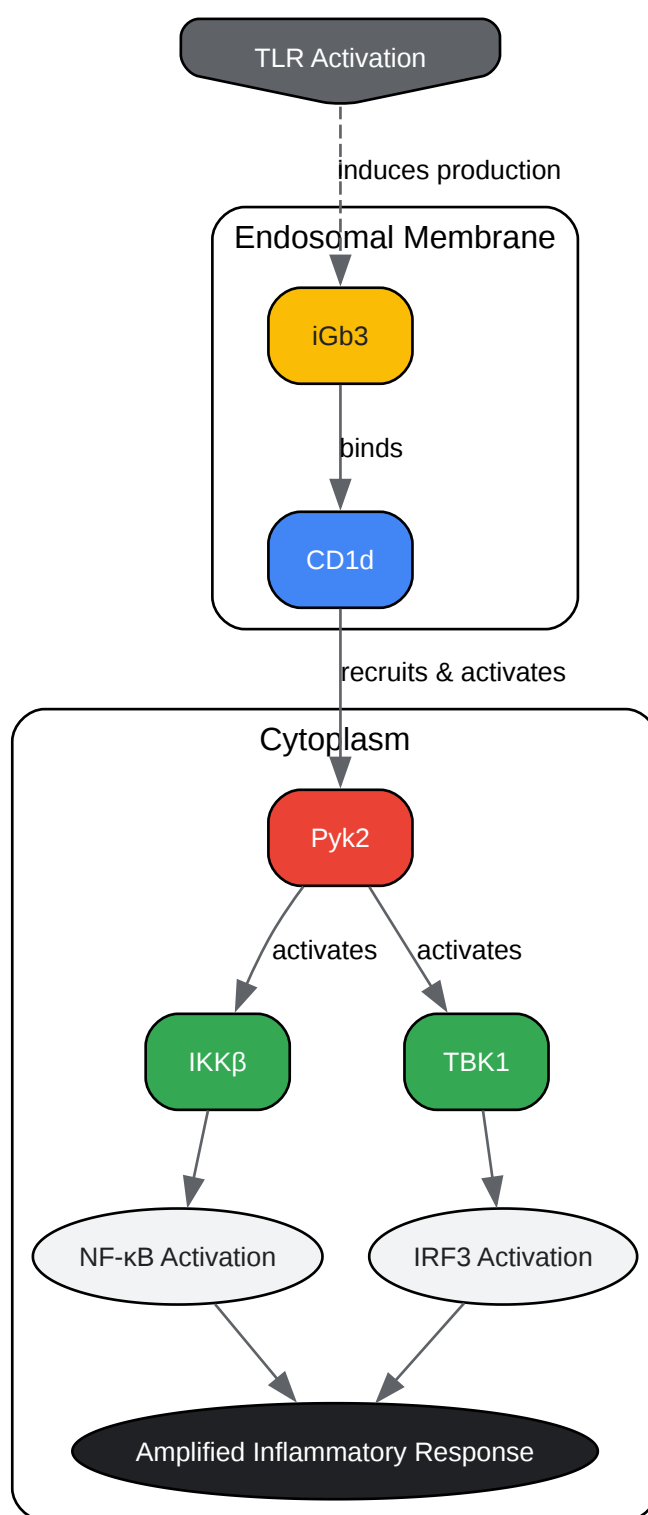 TLR Activation
induces production
Endosomal Membrane
iGb3
binds
CD1d
recruits & activates
Cytoplasm
Pyk2
activates
activates
IKKβ
TBK1
NF-κB Activation
IRF3 Activation
Amplified Inflammatory Response